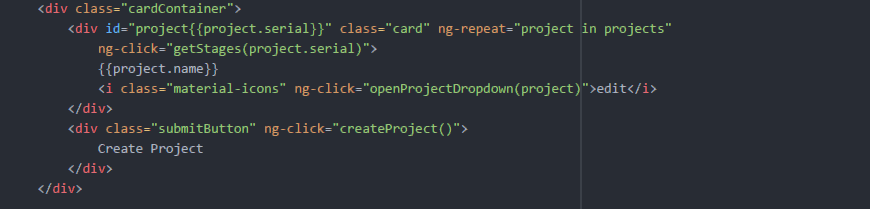 <div class="cardContainer">
<div id="project{{project.serial}}" class="card" ng-repeat="project in projects"
ng-click="getStages(project.serial)">
{{project.name}}
<i class="material-icons" ng-click="openProjectDropdown(project)">edit</i>
</div>
<div class="submitButton" ng-click="createProject()">
Create Project
</div>
</div>